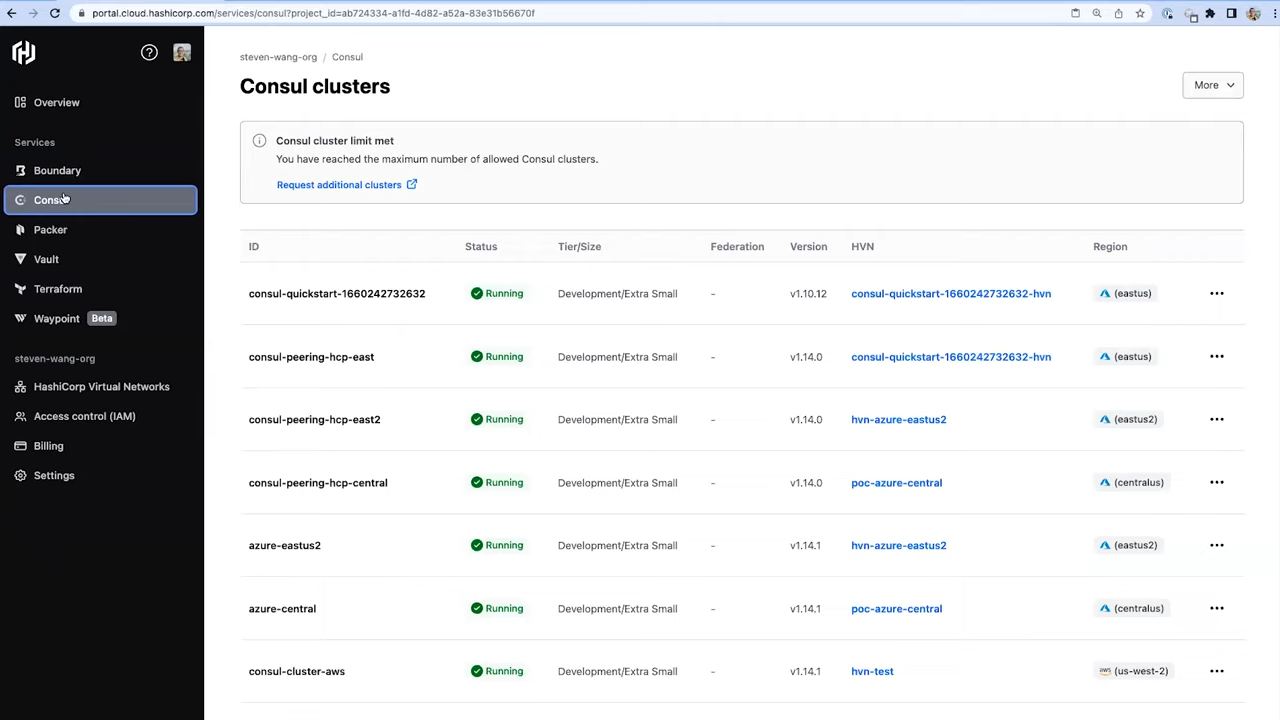 portal.cloud.hashicorp.com/services/consul?project_id=ab724334-a1fd-4d82-a52a-83e31b56670f
Overview
Services
Boundary
Consul
Packer
Vault
Terraform
Waypoint Beta
steven-wang-org
HashiCorp Virtual Networks
Access control (IAM)
Billing
Settings
steven-wang-org / Consul
Consul clusters
More
Consul cluster limit met
You have reached the maximum number of allowed Consul clusters.
Request additional clusters
ID Status Tier/Size Federation Version HVN Region
consul-quickstart-1660242732632 Running Development/Extra Small - v1.10.12 consul-quickstart-1660242732632-hvn (eastus)
consul-peering-hcp-east Running Development/Extra Small - v1.14.0 consul-quickstart-1660242732632-hvn (eastus)
consul-peering-hcp-east2 Running Development/Extra Small - v1.14.0 hvn-azure-eastus2 (eastus2)
consul-peering-hcp-central Running Development/Extra Small - v1.14.0 poc-azure-central (centralus)
azure-eastus2 Running Development/Extra Small - v1.14.1 hvn-azure-eastus2 (eastus2)
azure-central Running Development/Extra Small - v1.14.1 poc-azure-central (centralus)
consul-cluster-aws Running Development/Extra Small - v1.14.1 hvn-test aws (us-west-2)